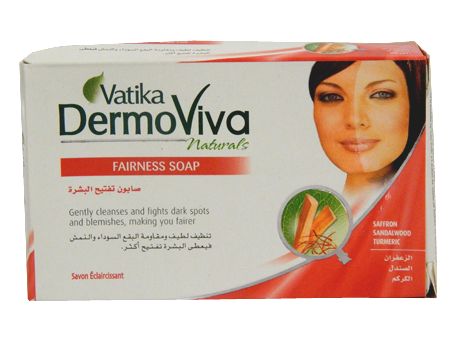 Vatika
DermoViva
Naturals
FAIRNESS SOAP
صابون تفتيح البشرة
Gently cleanses and fights dark spots
and blemishes, making you fairer
تنظيف لطيف ومقاومة البقع السوداء والنمش
فيعطي البشرة تفتيح أكثر.
Savon Éclaircissant
SAFFRON
SANDALWOOD
TURMERIC
الزعفران
الصندل
الكركم